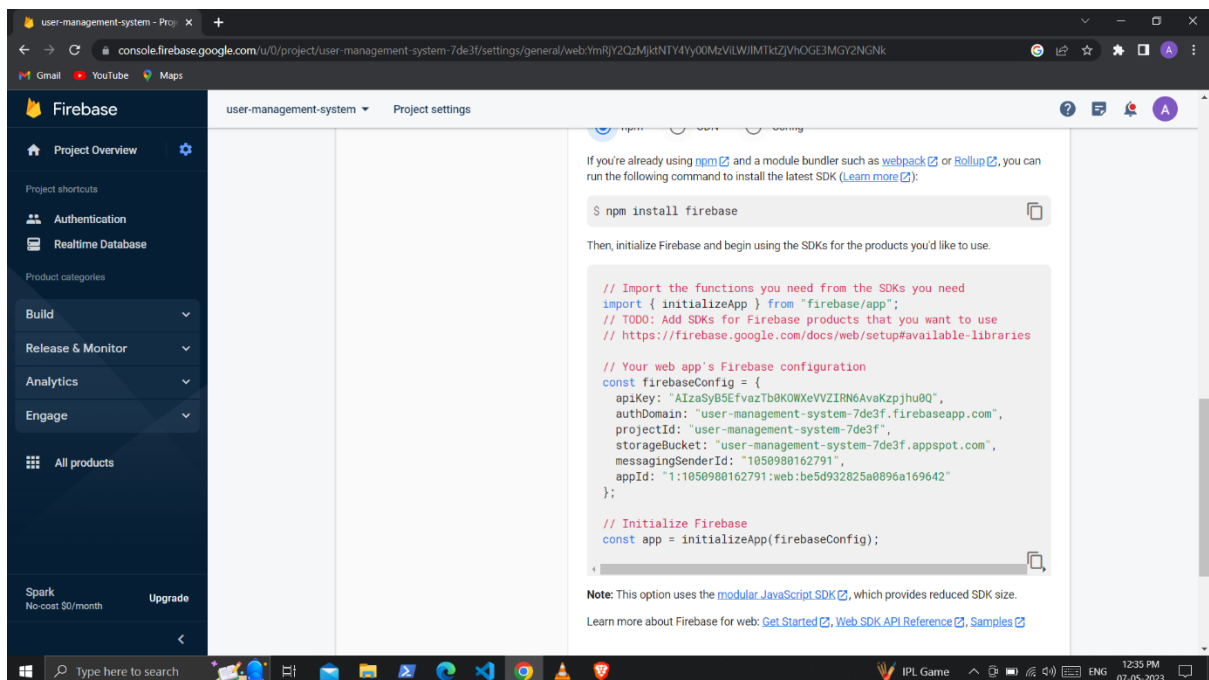 user-management-system - Proj
console.firebase.google.com/u/0/project/user-management-system-7de3f/settings/general/web:YmRjY2QzMjktNTY4Yy00MzViLWJlMTktZjVhOGE3MGY2NGNk
Gmail YouTube Maps
Firebase
user-management-system Project settings
A
Project Overview
Project shortcuts
Authentication
Realtime Database
Product categories
Build
Release & Monitor
Analytics
Engage
All products
Spark
No-cost $0/month
Upgrade
npm CDN Config
If you're already using npm and a module bundler such as webpack or Rollup, you can
run the following command to install the latest SDK (Learn more):
$ npm install firebase
Then, initialize Firebase and begin using the SDKs for the products you'd like to use.
// Import the functions you need from the SDKs you need
import { initializeApp } from "firebase/app";
// TODO: Add SDKs for Firebase products that you want to use
// https://firebase.google.com/docs/web/setup#available-libraries
// Your web app's Firebase configuration
const firebaseConfig = {
apiKey: "AIzaSyB5EfvazTb0KOWXeVVZIRN6AvaKzpjhu0Q",
authDomain: "user-management-system-7de3f.firebaseapp.com",
projectId: "user-management-system-7de3f",
storageBucket: "user-management-system-7de3f.appspot.com",
messagingSenderId: "1050980162791",
appId: "1:1050980162791:web:be5d932825a0896a169642"
};
// Initialize Firebase
const app = initializeApp(firebaseConfig);
Note: This option uses the modular JavaScript SDK, which provides reduced SDK size.
Learn more about Firebase for web: Get Started, Web SDK API Reference, Samples
Type here to search
IPL Game
ENG
12:35 PM
07-05-2023